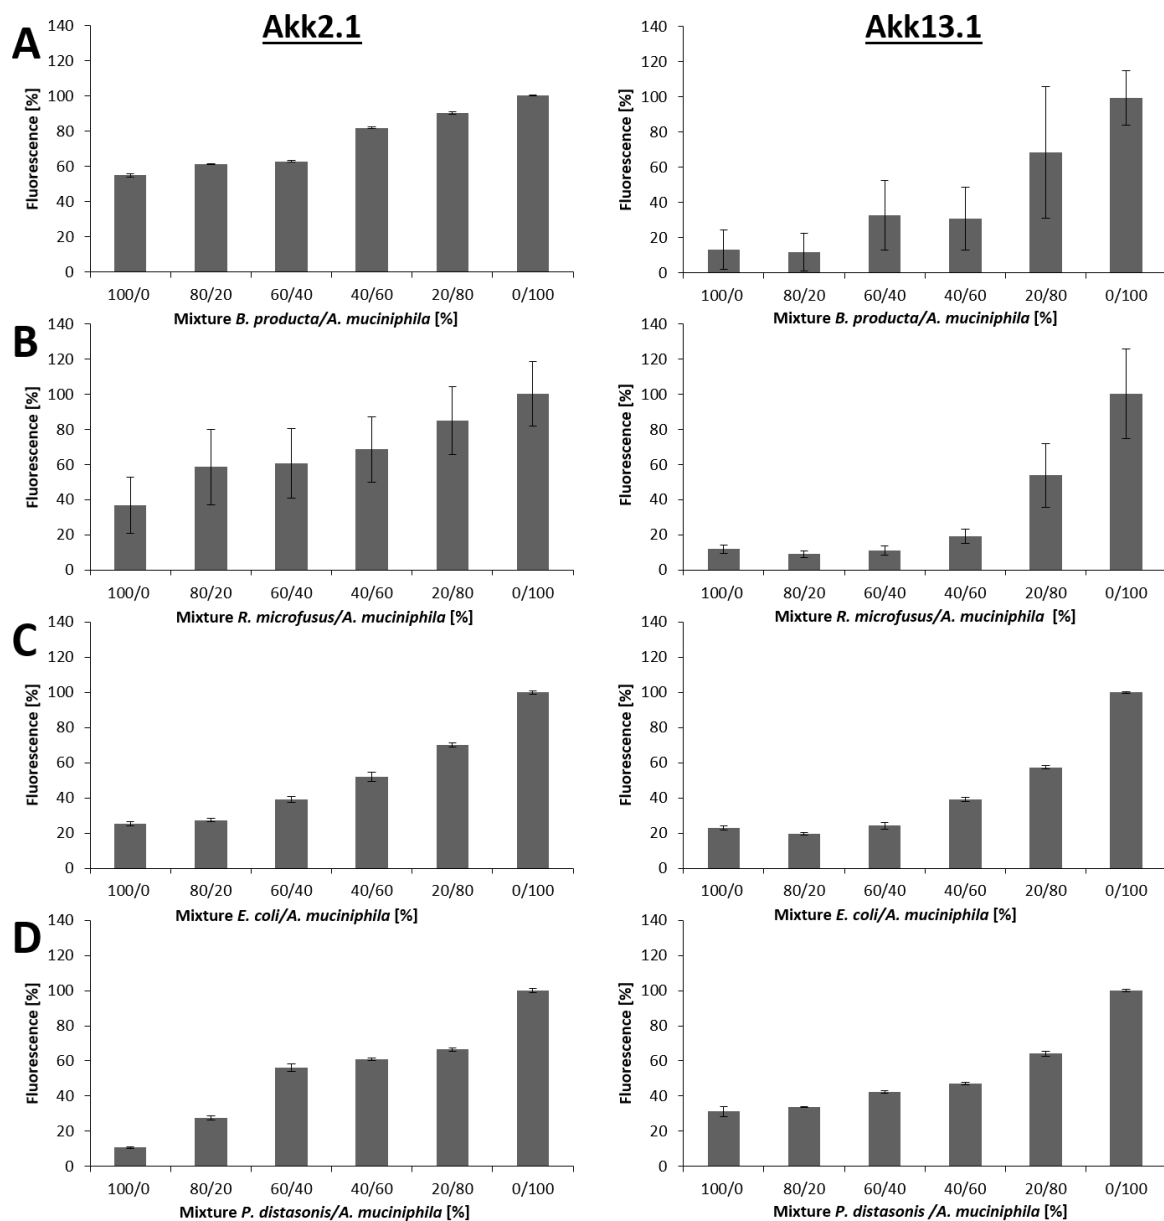 Akk2.1
Akk13.1
A
Fluorescence [%]
140
120
100
80
60
40
20
0
100/0 80/20 60/40 40/60 20/80 0/100
Mixture B. producta/A. muciniphila [%]
Fluorescence [%]
140
120
100
80
60
40
20
0
100/0 80/20 60/40 40/60 20/80 0/100
Mixture B. producta/A. muciniphila [%]
B
Fluorescence [%]
140
120
100
80
60
40
20
0
100/0 80/20 60/40 40/60 20/80 0/100
Mixture R. microfusus/A. muciniphila [%]
Fluorescence [%]
140
120
100
80
60
40
20
0
100/0 80/20 60/40 40/60 20/80 0/100
Mixture R. microfusus/A. muciniphila [%]
C
Fluorescence [%]
140
120
100
80
60
40
20
0
100/0 80/20 60/40 40/60 20/80 0/100
Mixture E. coli/A. muciniphila [%]
Fluorescence [%]
140
120
100
80
60
40
20
0
100/0 80/20 60/40 40/60 20/80 0/100
Mixture E. coli/A. muciniphila [%]
D
Fluorescence [%]
140
120
100
80
60
40
20
0
100/0 80/20 60/40 40/60 20/80 0/100
Mixture P. distasonis/A. muciniphila [%]
Fluorescence [%]
140
120
100
80
60
40
20
0
100/0 80/20 60/40 40/60 20/80 0/100
Mixture P. distasonis /A. muciniphila [%]